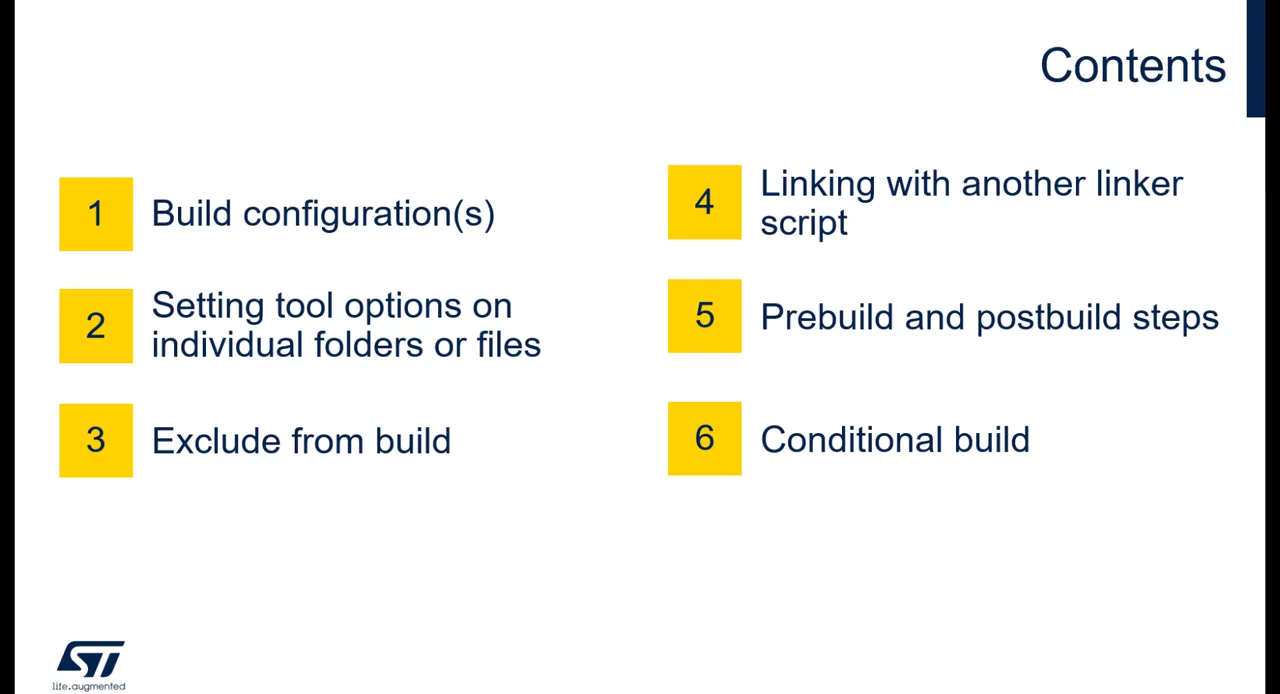 Contents
1
Build configuration(s)
2
Setting tool options on
individual folders or files
3
Exclude from build
4
Linking with another linker
script
5
Prebuild and postbuild steps
6
Conditional build
ST
life.augmented